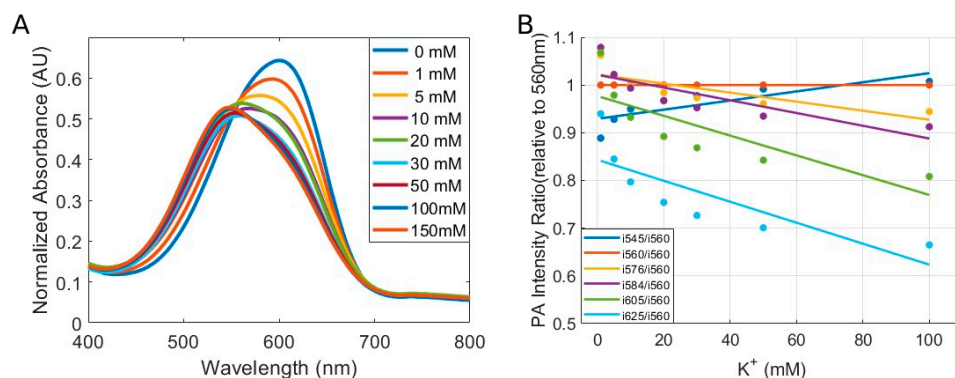 A
Normalized Absorbance (AU)
0.6
0.5
0.4
0.3
0.2
0.1
0
400
500
600
700
800
Wavelength (nm)
0 mM
1 mM
5 mM
10 mM
20 mM
30 mM
50 mM
100mM
150mM
B
PA Intensity Ratio(relative to 560nm)
1.1
1
0.9
0.8
0.7
0.6
0.5
0
20
40
60
80
100
K+ (mM)
i545/i560
i560/i560
i576/i560
i584/i560
i605/i560
i625/i560